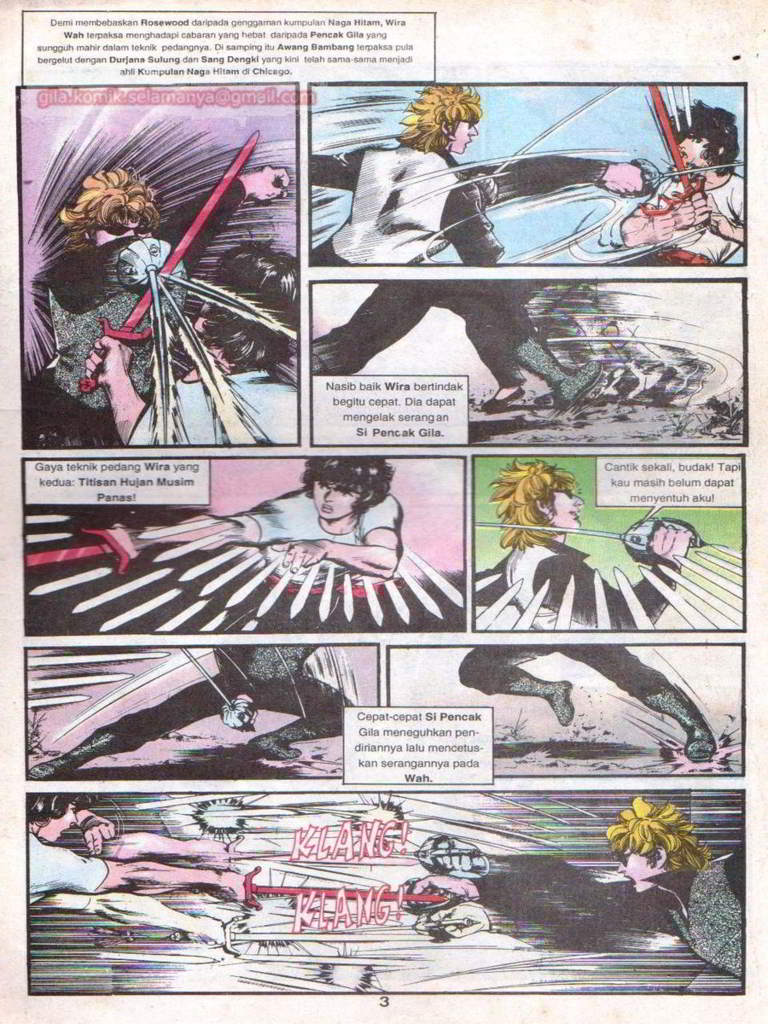 Demi membebaskan Rosewood daripada genggaman kumpulan Naga Hitam, Wira
Wah terpaksa menghadapi cabaran yang hebat daripada Pencak Gila yang
sungguh mahir dalam teknik pedangnya. Di samping itu Awang Bambang terpaksa pula
bergelut dengan Durjana Sulung dan Sang Dengki yang kini telah sama-sama menjadi
ahli Kumpulan Naga Hitam di Chicago.
gila.komik.selamanya@gmail.com
Nasib baik Wira bertindak
begitu cepat. Dia dapat
mengelak serangan
Si Pencak Gila.
Gaya teknik pedang Wira yang
kedua: Titisan Hujan Musim
Panas!
Cantik sekali, budak! Tapi
kau masih belum dapat
menyentuh aku!
Cepat-cepat Si Pencak
Gila meneguhkan pen-
diriannya lalu mencetus-
kan serangannya pada
Wah.
KLANG!
KLANG!
3